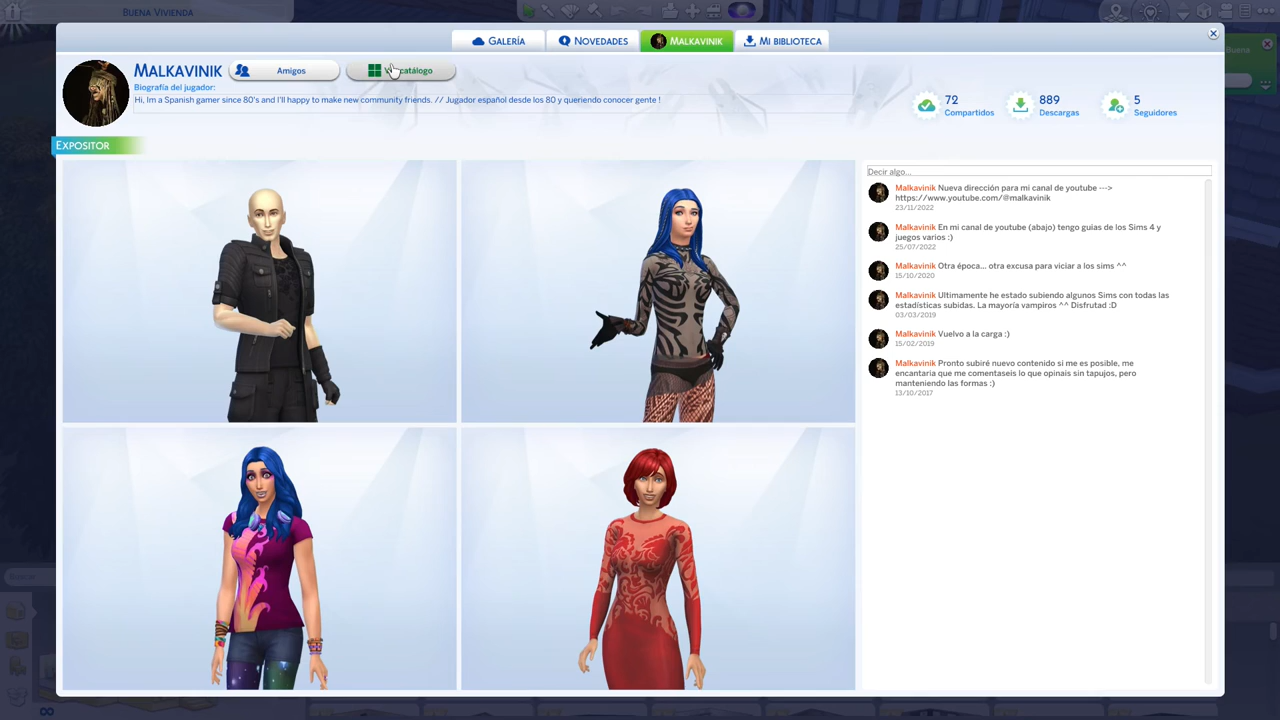 BUENA VIVIENDA
GALERÍA
NOVEDADES
MALKAVINIK
MI BIBLIOTECA
MALKAVINIK
Amigos
catálogo
Biografía del jugador:
Hi, Im a Spanish gamer since 80's and I'll happy to make new community friends. // Jugador español desde los 80 y queriendo conocer gente !
72
Compartidos
889
Descargas
5
Seguidores
EXPOSITOR
Decir algo...
Malkavinik Nueva dirección para mi canal de youtube --->
https://www.youtube.com/@malkavinik
23/11/2022
Malkavinik En mi canal de youtube (abajo) tengo guias de los Sims 4 y
juegos varios :)
25/07/2022
Malkavinik Otra época... otra excusa para viciar a los sims ^^
15/10/2020
Malkavinik Ultimamente he estado subiendo algunos Sims con todas las
estadísticas subidas. La mayoría vampiros ^^ Disfrutad :D
03/03/2019
Malkavinik Vuelvo a la carga :)
15/02/2019
Malkavinik Pronto subiré nuevo contenido si me es posible, me
encantaria que me comentaseis lo que opinais sin tapujos, pero
manteniendo las formas :)
13/10/2017
Buena
Buscar